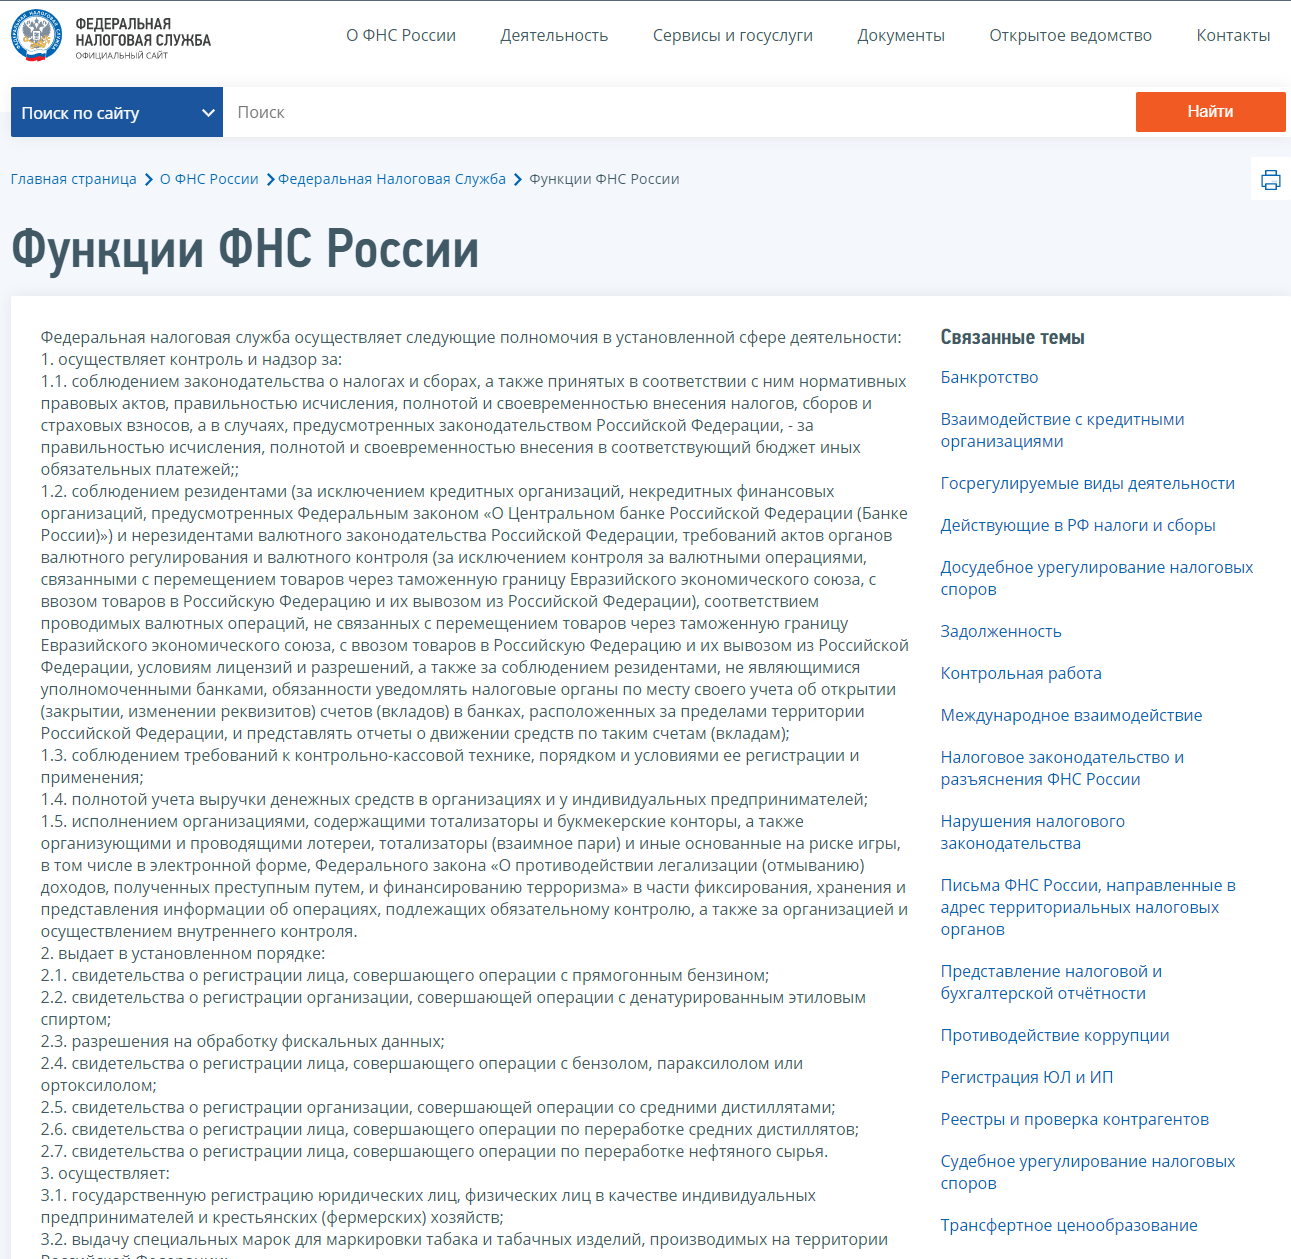 ФЕДЕРАЛЬНАЯ
НАЛОГОВАЯ СЛУЖБА
ОФИЦИАЛЬНЫЙ САЙТ
О ФНС России
Деятельность
Сервисы и госуслуги
Документы
Открытое ведомство
Контакты
Поиск по сайту
Поиск
Найти
Главная страница
О ФНС России
Федеральная Налоговая Служба
Функции ФНС России
Функции ФНС России
Федеральная налоговая служба осуществляет следующие полномочия в установленной сфере деятельности:
1. осуществляет контроль и надзор за:
1.1. соблюдением законодательства о налогах и сборах, а также принятых в соответствии с ним нормативных
правовых актов, правильностью исчисления, полнотой и своевременностью внесения налогов, сборов и
страховых взносов, а в случаях, предусмотренных законодательством Российской Федерации, - за
правильностью исчисления, полнотой и своевременностью внесения в соответствующий бюджет иных
обязательных платежей;;
1.2. соблюдением резидентами (за исключением кредитных организаций, некредитных финансовых
организаций, предусмотренных Федеральным законом «О Центральном банке Российской Федерации (Банке
России)») и нерезидентами валютного законодательства Российской Федерации, требований актов органов
валютного регулирования и валютного контроля (за исключением контроля за валютными операциями,
связанными с перемещением товаров через таможенную границу Евразийского экономического союза, с
ввозом товаров в Российскую Федерацию и их вывозом из Российской Федерации), соответствием
проводимых валютных операций, не связанных с перемещением товаров через таможенную границу
Евразийского экономического союза, с ввозом товаров в Российскую Федерацию и их вывозом из Российской
Федерации, условиям лицензий и разрешений, а также за соблюдением резидентами, не являющимися
уполномоченными банками, обязанности уведомлять налоговые органы по месту своего учета об открытии
(закрытии, изменении реквизитов) счетов (вкладов) в банках, расположенных за пределами территории
Российской Федерации, и представлять отчеты о движении средств по таким счетам (вкладам);
1.3. соблюдением требований к контрольно-кассовой технике, порядком и условиями ее регистрации и
применения;
1.4. полнотой учета выручки денежных средств в организациях и у индивидуальных предпринимателей;
1.5. исполнением организациями, содержащими тотализаторы и букмекерские конторы, а также
организующими и проводящими лотереи, тотализаторы (взаимное пари) и иные основанные на риске игры,
в том числе в электронной форме, Федерального закона «О противодействии легализации (отмыванию)
доходов, полученных преступным путем, и финансированию терроризма» в части фиксирования, хранения и
представления информации об операциях, подлежащих обязательному контролю, а также за организацией и
осуществлением внутреннего контроля.
2. выдает в установленном порядке:
2.1. свидетельства о регистрации лица, совершающего операции с прямогонным бензином;
2.2. свидетельства о регистрации организации, совершающей операции с денатурированным этиловым
спиртом;
2.3. разрешения на обработку фискальных данных;
2.4. свидетельства о регистрации лица, совершающего операции с бензолом, параксилолом или
ортоксилолом;
2.5. свидетельства о регистрации организации, совершающей операции со средними дистиллятами;
2.6. свидетельства о регистрации лица, совершающего операции по переработке средних дистиллятов;
2.7. свидетельства о регистрации лица, совершающего операции по переработке нефтяного сырья.
3. осуществляет:
3.1. государственную регистрацию юридических лиц, физических лиц в качестве индивидуальных
предпринимателей и крестьянских (фермерских) хозяйств;
3.2. выдачу специальных марок для маркировки табака и табачных изделий, производимых на территории
Связанные темы
Банкротство
Взаимодействие с кредитными
организациями
Госрегулируемые виды деятельности
Действующие в РФ налоги и сборы
Досудебное урегулирование налоговых
споров
Задолженность
Контрольная работа
Международное взаимодействие
Налоговое законодательство и
разъяснения ФНС России
Нарушения налогового
законодательства
Письма ФНС России, направленные в
адрес территориальных налоговых
органов
Представление налоговой и
бухгалтерской отчётности
Противодействие коррупции
Регистрация ЮЛ и ИП
Реестры и проверка контрагентов
Судебное урегулирование налоговых
споров
Трансфертное ценообразование